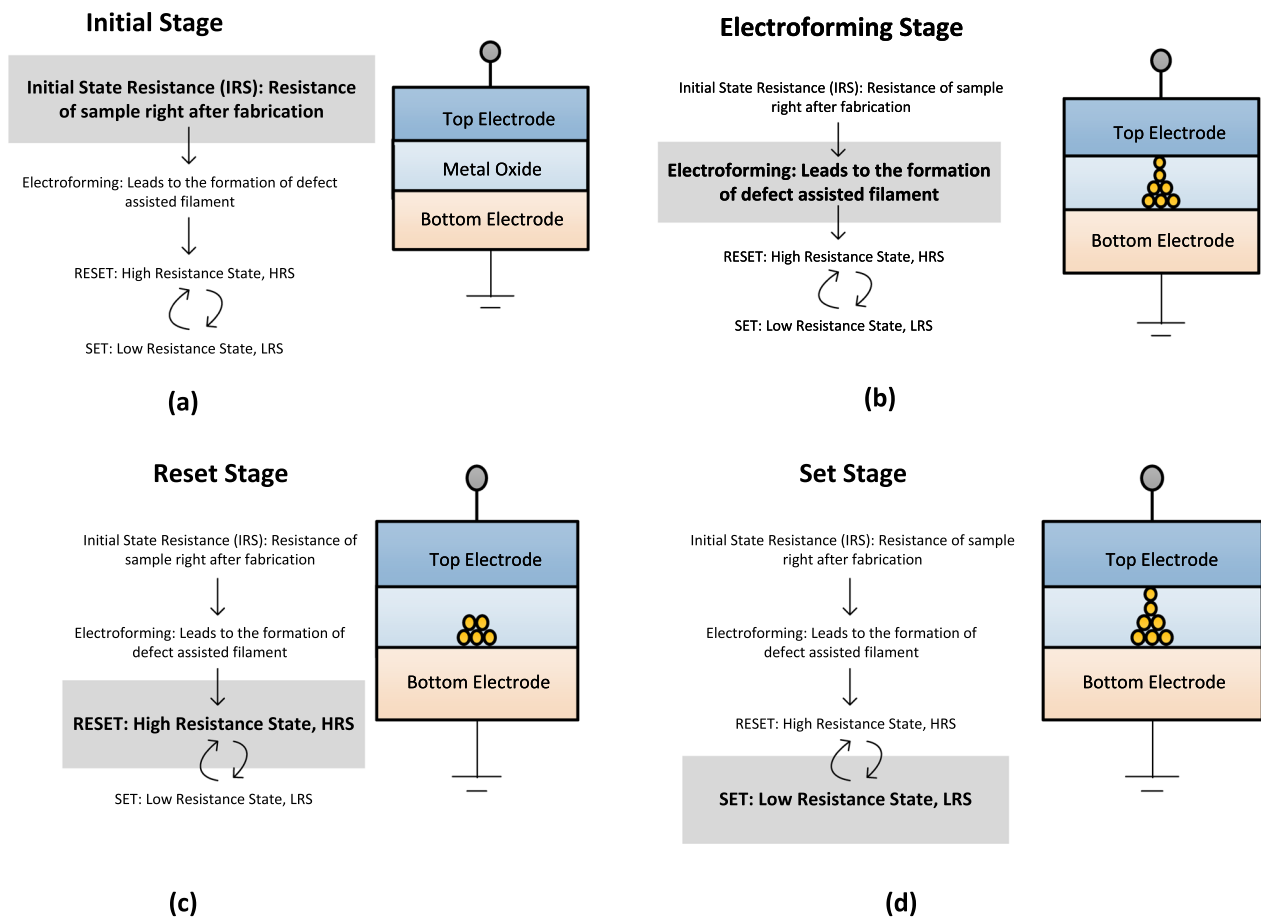 Initial Stage
Initial State Resistance (IRS): Resistance
of sample right after fabrication
Electroforming: Leads to the formation of defect
assisted filament
RESET: High Resistance State, HRS
SET: Low Resistance State, LRS
Top Electrode
Metal Oxide
Bottom Electrode
(a)
Electroforming Stage
Initial State Resistance (IRS): Resistance of sample
right after fabrication
Electroforming: Leads to the formation
of defect assisted filament
RESET: High Resistance State, HRS
SET: Low Resistance State, LRS
Top Electrode
Bottom Electrode
(b)
Reset Stage
Initial State Resistance (IRS): Resistance of
sample right after fabrication
Electroforming: Leads to the formation of
defect assisted filament
RESET: High Resistance State, HRS
SET: Low Resistance State, LRS
Top Electrode
Bottom Electrode
(c)
Set Stage
Initial State Resistance (IRS): Resistance of sample
right after fabrication
Electroforming: Leads to the formation of
defect assisted filament
RESET: High Resistance State, HRS
SET: Low Resistance State, LRS
Top Electrode
Bottom Electrode
(d)